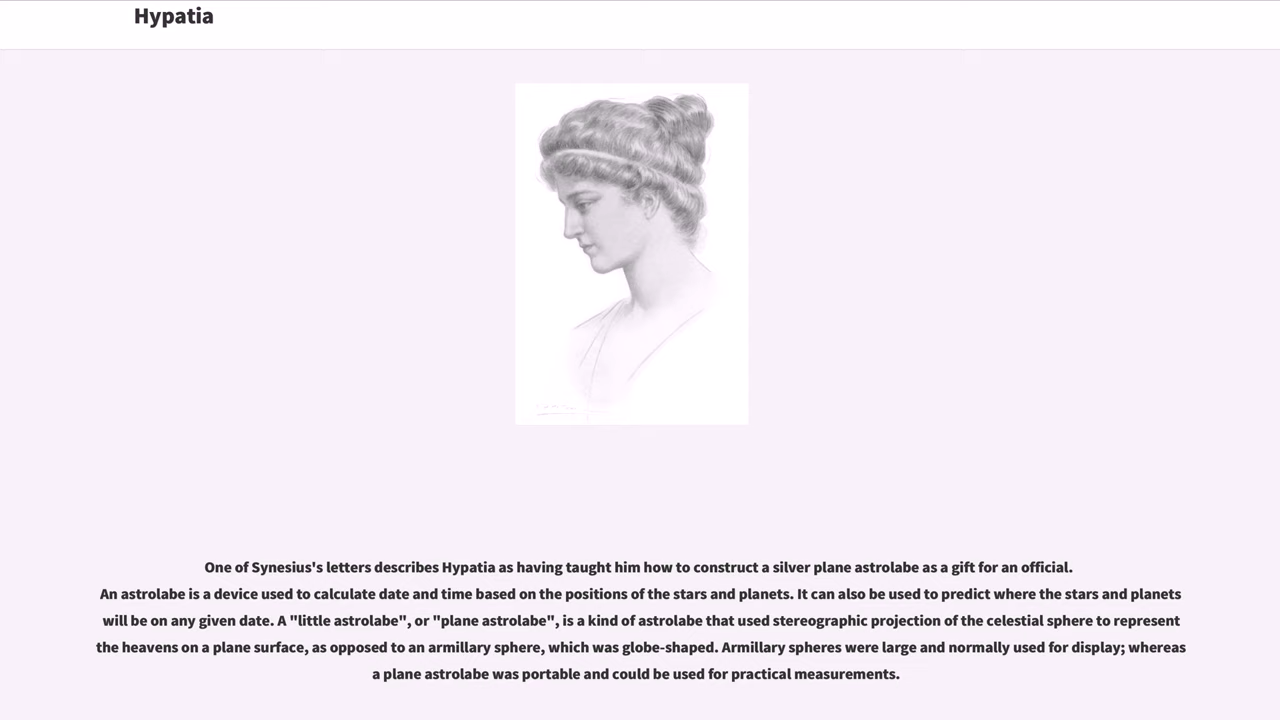 Hypatia
One of Synesius's letters describes Hypatia as having taught him how to construct a silver plane astrolabe as a gift for an official.
An astrolabe is a device used to calculate date and time based on the positions of the stars and planets. It can also be used to predict where the stars and planets
will be on any given date. A "little astrolabe", or "plane astrolabe", is a kind of astrolabe that used stereographic projection of the celestial sphere to represent
the heavens on a plane surface, as opposed to an armillary sphere, which was globe-shaped. Armillary spheres were large and normally used for display; whereas
a plane astrolabe was portable and could be used for practical measurements.